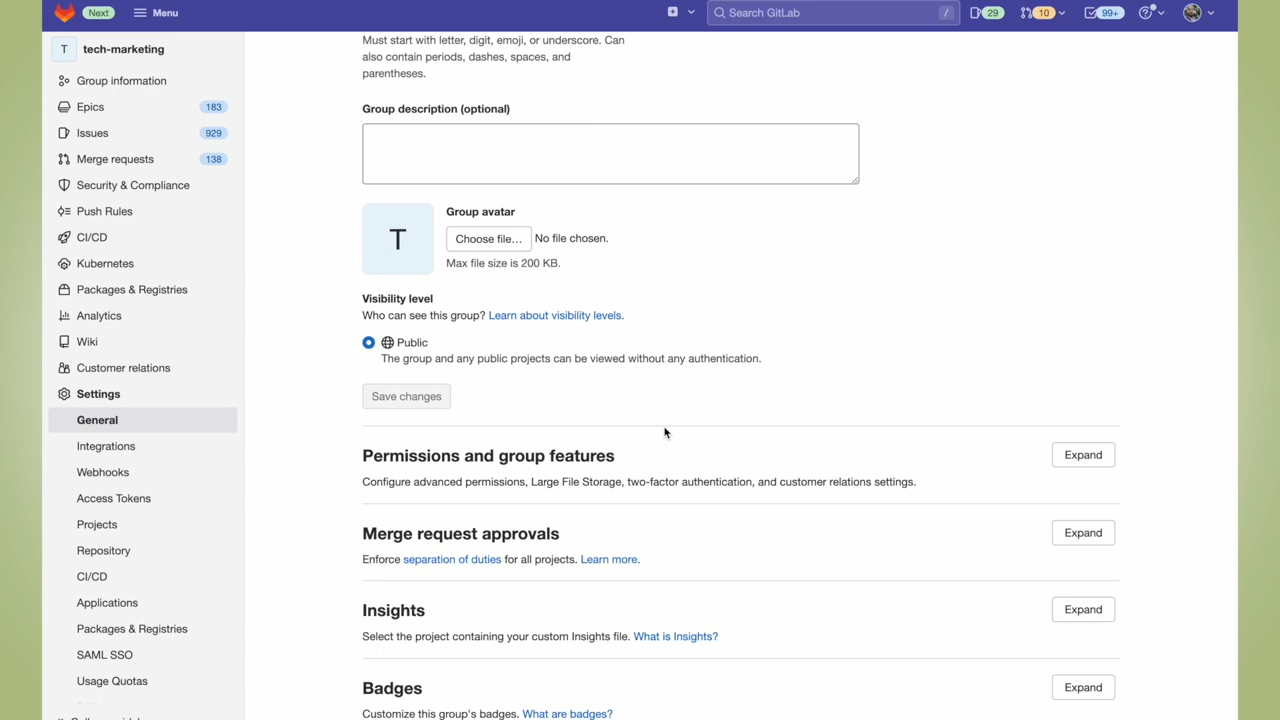 Next
Menu
Search GitLab
/
29
10
99+
T
tech-marketing
Group information
Epics
183
Issues
929
Merge requests
138
Security & Compliance
Push Rules
CI/CD
Kubernetes
Packages & Registries
Analytics
Wiki
Customer relations
Settings
General
Integrations
Webhooks
Access Tokens
Projects
Repository
CI/CD
Applications
Packages & Registries
SAML SSO
Usage Quotas
Must start with letter, digit, emoji, or underscore. Can
also contain periods, dashes, spaces, and
parentheses.
Group description (optional)
T
Group avatar
Choose file…
No file chosen.
Max file size is 200 KB.
Visibility level
Who can see this group? Learn about visibility levels.
Public
The group and any public projects can be viewed without any authentication.
Save changes
Permissions and group features
Expand
Configure advanced permissions, Large File Storage, two-factor authentication, and customer relations settings.
Merge request approvals
Expand
Enforce separation of duties for all projects. Learn more.
Insights
Expand
Select the project containing your custom Insights file. What is Insights?
Badges
Expand
Customize this group's badges. What are badges?